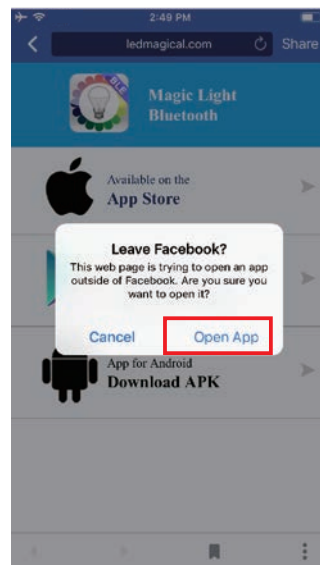 2:49 PM
ledmagical.com
Share
BLE
Magic Light
Bluetooth
Available on the
App Store
Leave Facebook?
This web page is trying to open an app
outside of Facebook. Are you sure you
want to open it?
Cancel
Open App
App for Android
Download APK